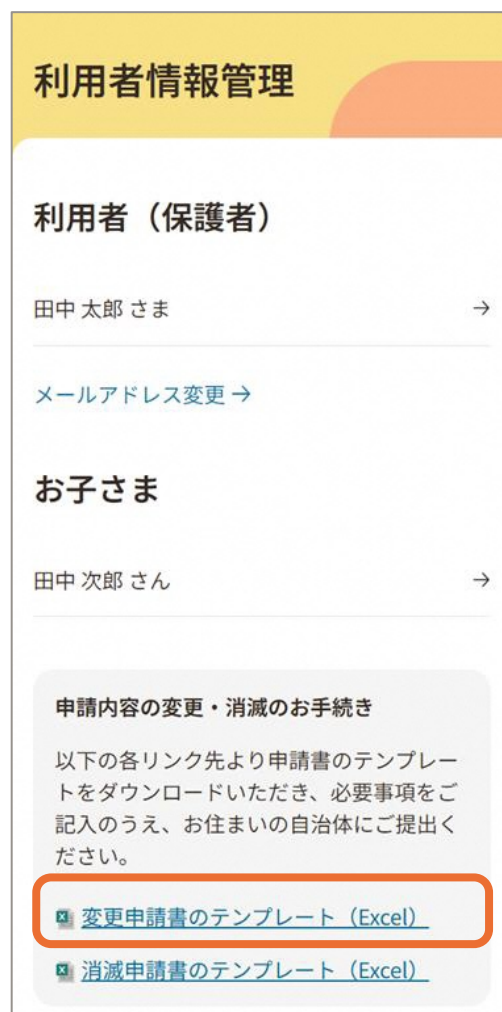 利用者情報管理
利用者（保護者）
田中 太郎 さま →
メールアドレス変更 →
お子さま
田中 次郎 さん →
申請内容の変更・消滅のお手続き
以下の各リンク先より申請書のテンプレー
トをダウンロードいただき、必要事項をご
記入のうえ、お住まいの自治体にご提出く
ださい。
変更申請書のテンプレート（Excel）
消滅申請書のテンプレート（Excel）